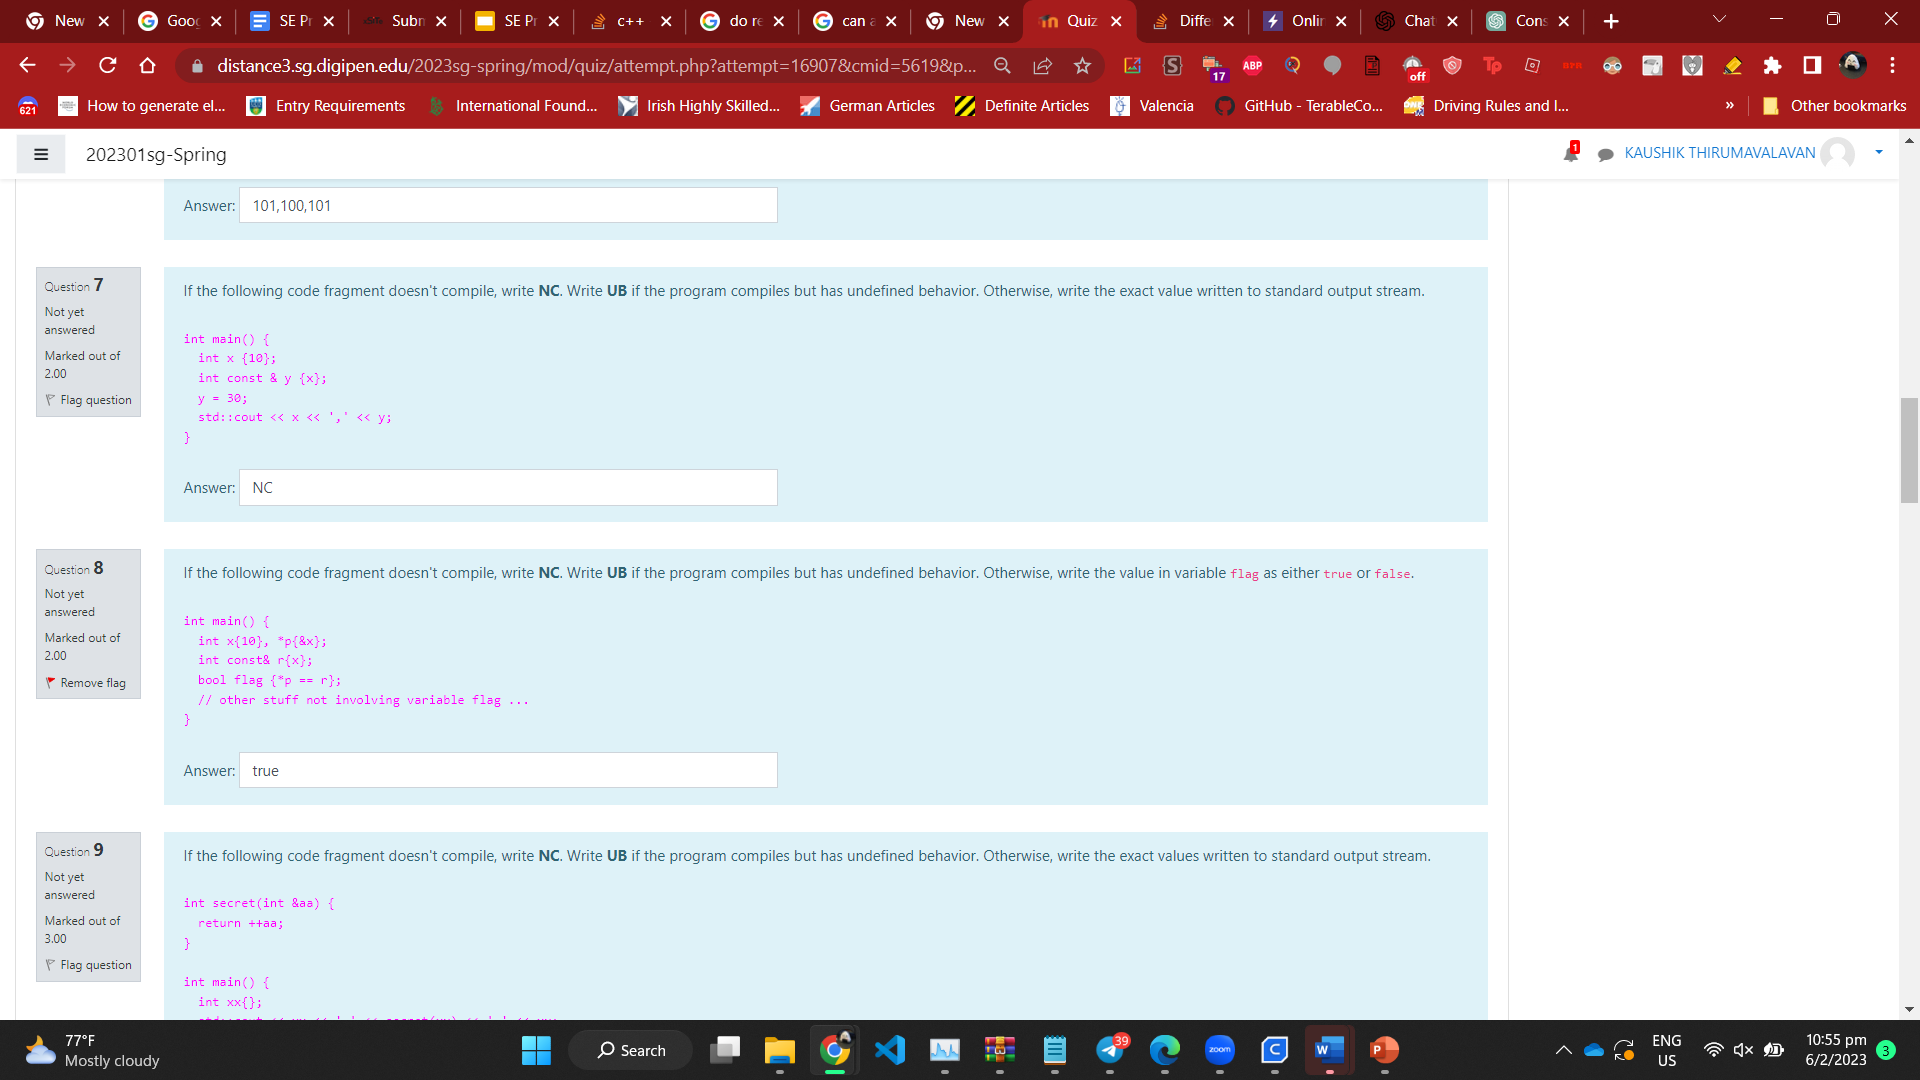 New
Goog
SE Pr
Subm
SE Pr
c++
do re
can a
New
Quiz
Differ
Onlin
Chat
Cons
distance3.sg.digipen.edu/2023sg-spring/mod/quiz/attempt.php?attempt=16907&cmid=5619&p...
17
ABP
off
Tp
621
How to generate el...
Entry Requirements
International Found...
Irish Highly Skilled...
German Articles
Definite Articles
Valencia
GitHub - TerableCo...
Driving Rules and I...
»
Other bookmarks
202301sg-Spring
1
KAUSHIK THIRUMAVALAVAN
Answer: 101,100,101
Question 7
Not yet
answered
Marked out of
2.00
Flag question
If the following code fragment doesn't compile, write NC. Write UB if the program compiles but has undefined behavior. Otherwise, write the exact value written to standard output stream.
int main() {
int x {10};
int const & y {x};
y = 30;
std::cout << x << ',' << y;
}
Answer: NC
Question 8
Not yet
answered
Marked out of
2.00
Remove flag
If the following code fragment doesn't compile, write NC. Write UB if the program compiles but has undefined behavior. Otherwise, write the value in variable flag as either true or false.
int main() {
int x{10}, *p{&x};
int const& r{x};
bool flag {*p == r};
// other stuff not involving variable flag ...
}
Answer: true
Question 9
Not yet
answered
Marked out of
3.00
Flag question
If the following code fragment doesn't compile, write NC. Write UB if the program compiles but has undefined behavior. Otherwise, write the exact values written to standard output stream.
int secret(int &aa) {
return ++aa;
}
int main() {
int xx{};
77°F
Mostly cloudy
Search
39
zoom
ENG
US
10:55 pm
6/2/2023
3